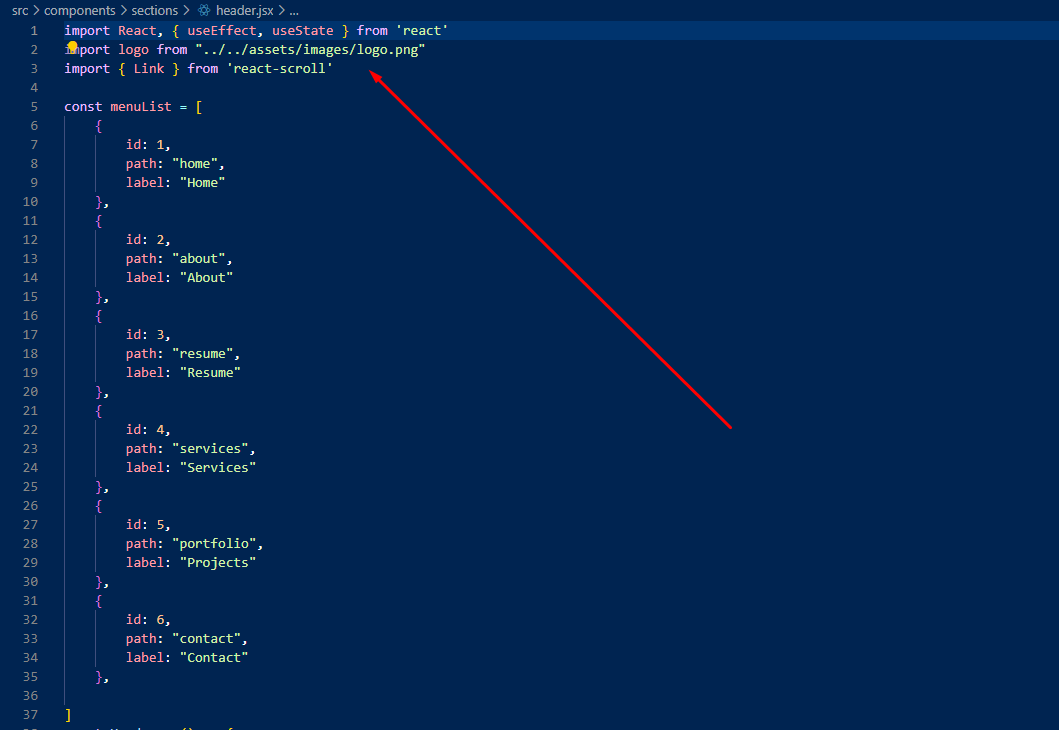 src > components > sections > header.jsx > ...
1 import React, { useEffect, useState } from 'react'
2 import logo from "../../assets/images/logo.png"
3 import { Link } from 'react-scroll'
4
5 const menuList = [
6 {
7 id: 1,
8 path: "home",
9 label: "Home"
10 },
11 {
12 id: 2,
13 path: "about",
14 label: "About"
15 },
16 {
17 id: 3,
18 path: "resume",
19 label: "Resume"
20 },
21 {
22 id: 4,
23 path: "services",
24 label: "Services"
25 },
26 {
27 id: 5,
28 path: "portfolio",
29 label: "Projects"
30 },
31 {
32 id: 6,
33 path: "contact",
34 label: "Contact"
35 },
36
37 ]